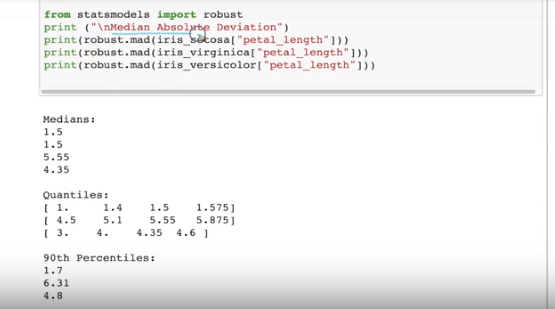 from statsmodels import robust
print ("\nMedian Absolute Deviation")
print(robust.mad(iris_setosa["petal_length"]))
print(robust.mad(iris_virginica["petal_length"]))
print(robust.mad(iris_versicolor["petal_length"]))
Medians:
1.5
1.5
5.55
4.35
Quantiles:
[ 1. 1.4 1.5 1.575]
[ 4.5 5.1 5.55 5.875]
[ 3. 4. 4.35 4.6 ]
90th Percentiles:
1.7
6.31
4.8